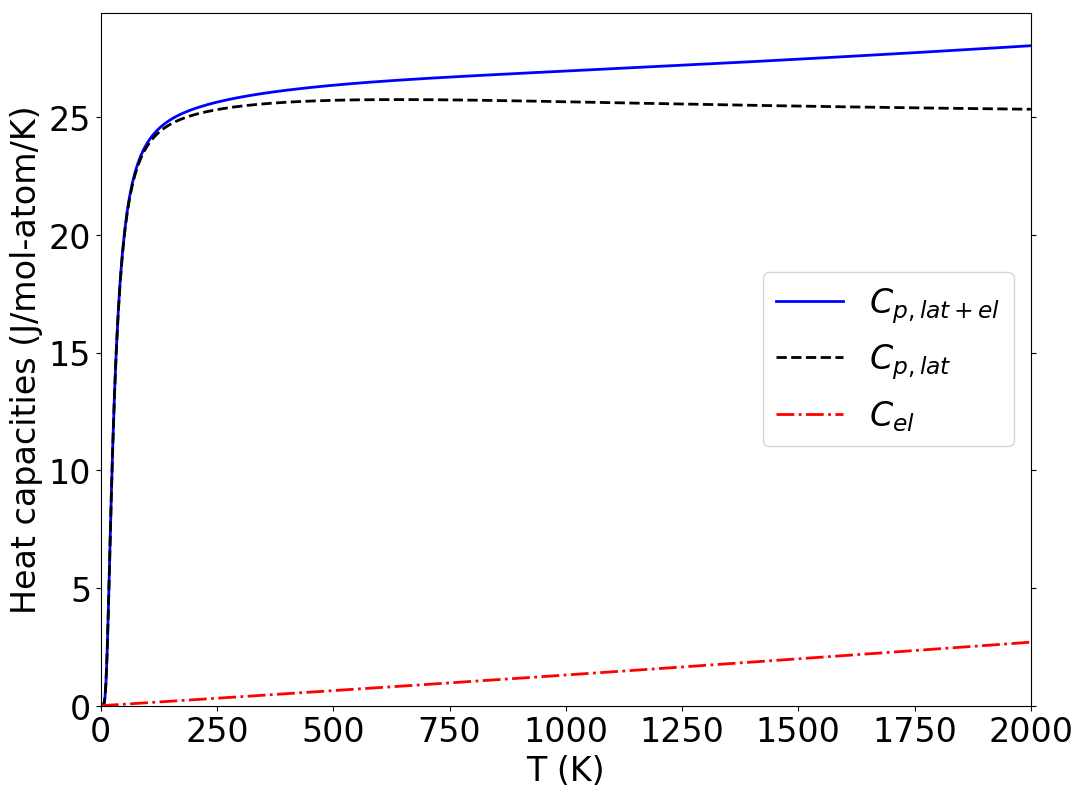 Heat capacities (J/mol-atom/K)
25
20
15
10
5
0
C_{p, lat + el}
C_{p, lat}
C_{el}
0 250 500 750 1000 1250 1500 1750 2000
T (K)